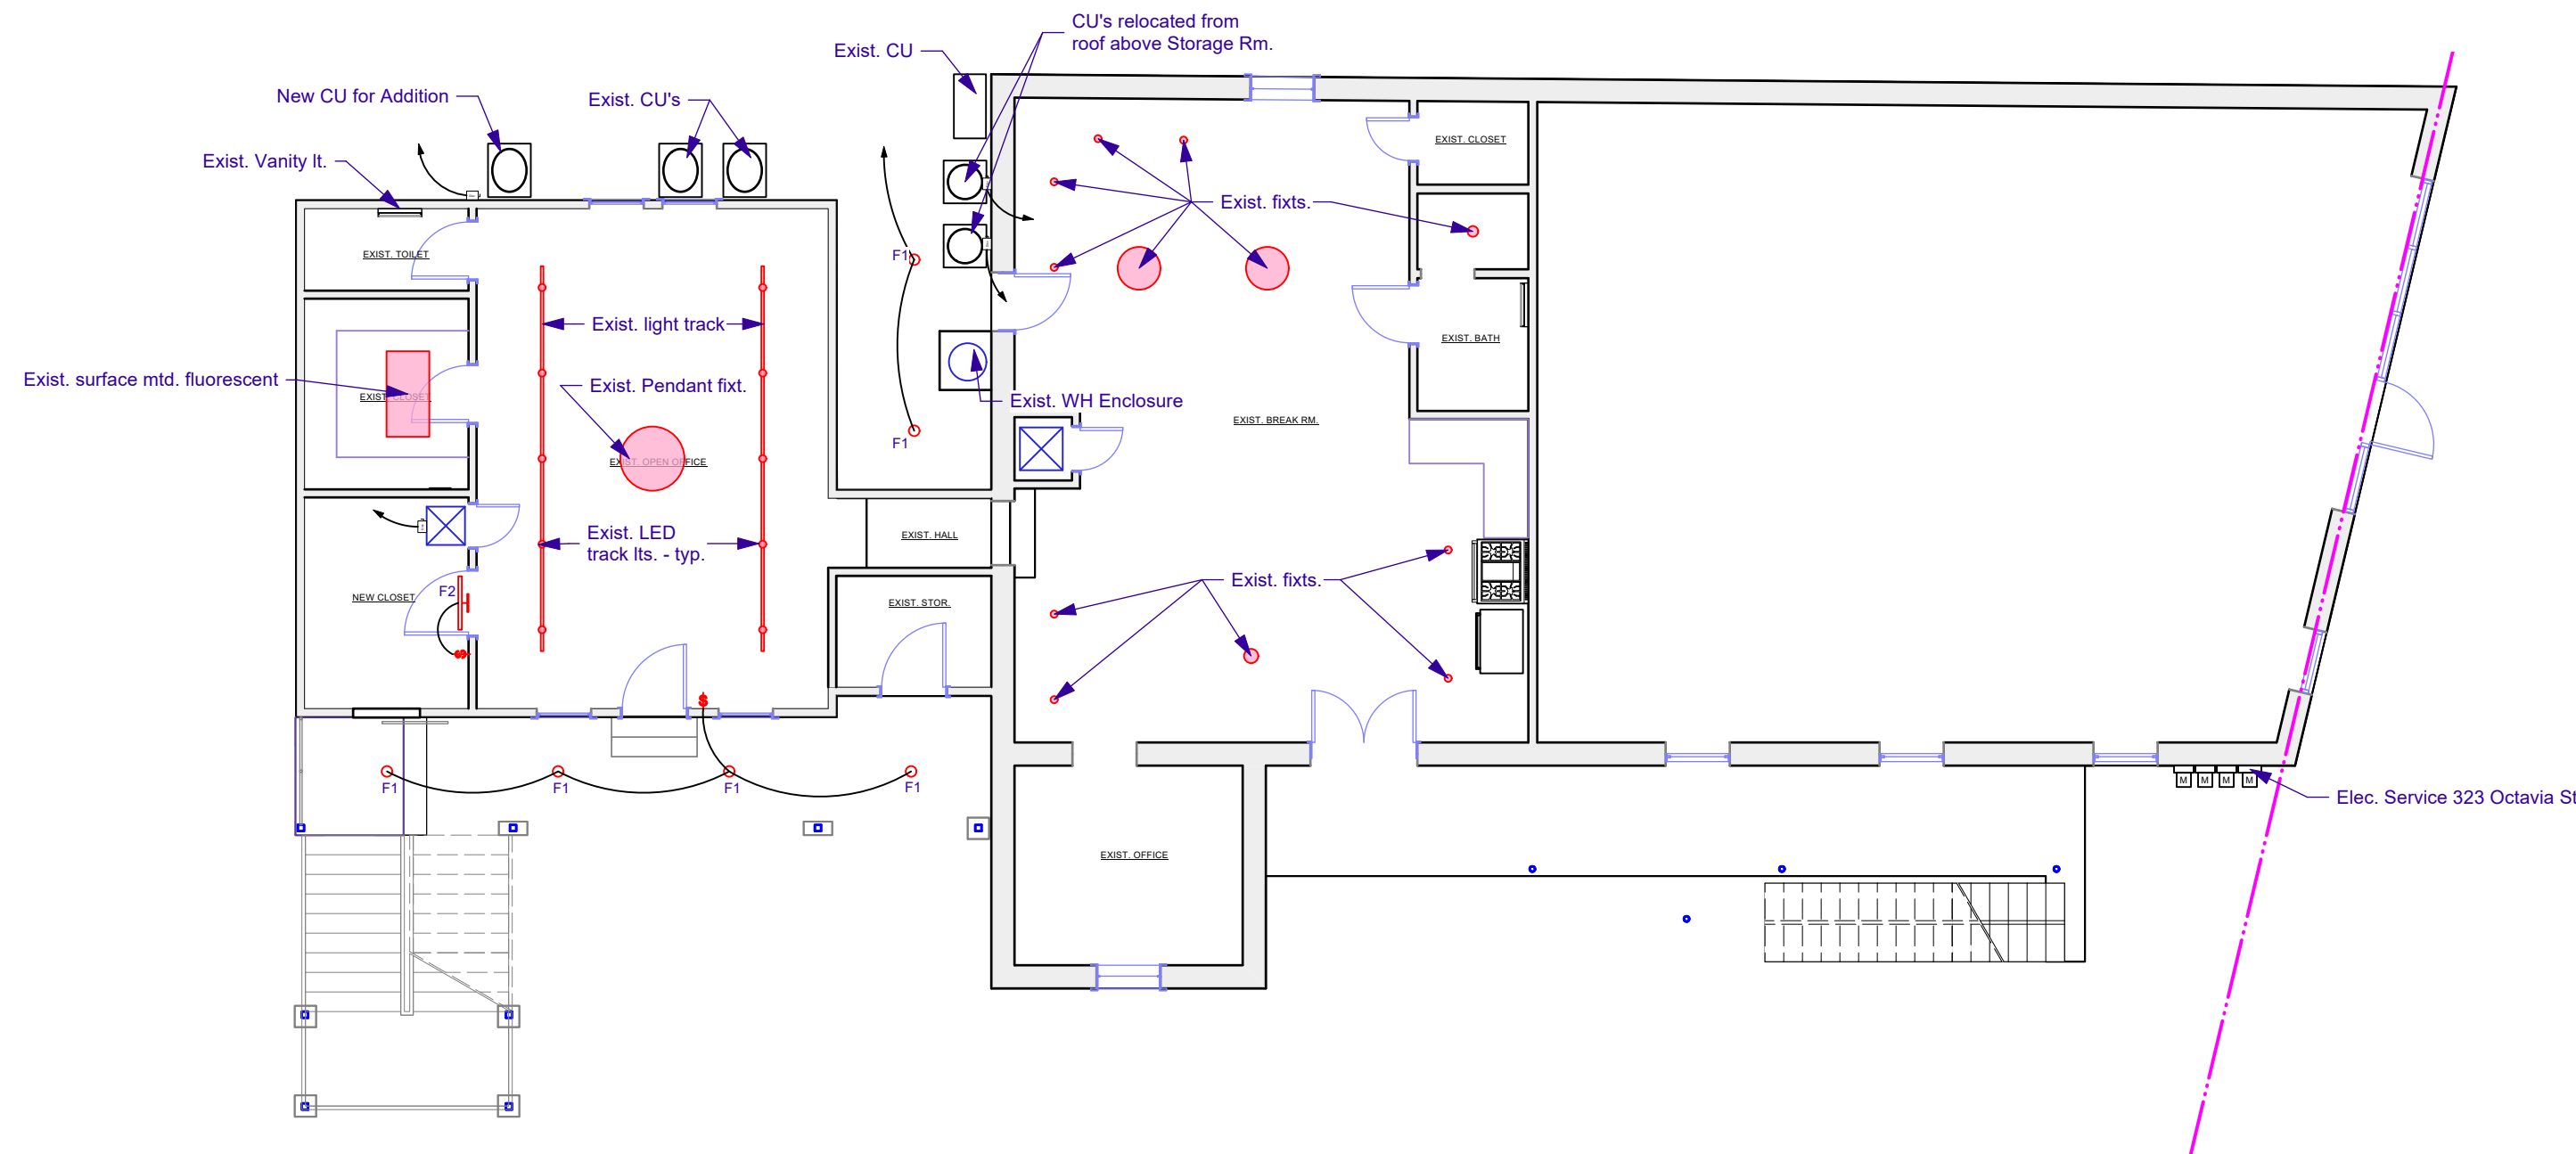 CU's relocated from
roof above Storage Rm.
Exist. CU
New CU for Addition
Exist. CU's
Exist. Vanity lt.
EXIST. CLOSET
Exist. fixts.
EXIST. TOILET
F1
Exist. light track
EXIST. BATH
Exist. surface mtd. fluorescent
Exist. Pendant fixt.
EXIST. CLOSET
Exist. WH Enclosure
EXIST. BREAK RM.
F1
EXIST. OPEN OFFICE
Exist. LED
track lts. - typ.
EXIST. HALL
Exist. fixts.
F2
NEW CLOSET
EXIST. STOR.
$
$
F1
F1
F1
F1
M
M
M
M
Elec. Service 323 Octavia St
EXIST. OFFICE